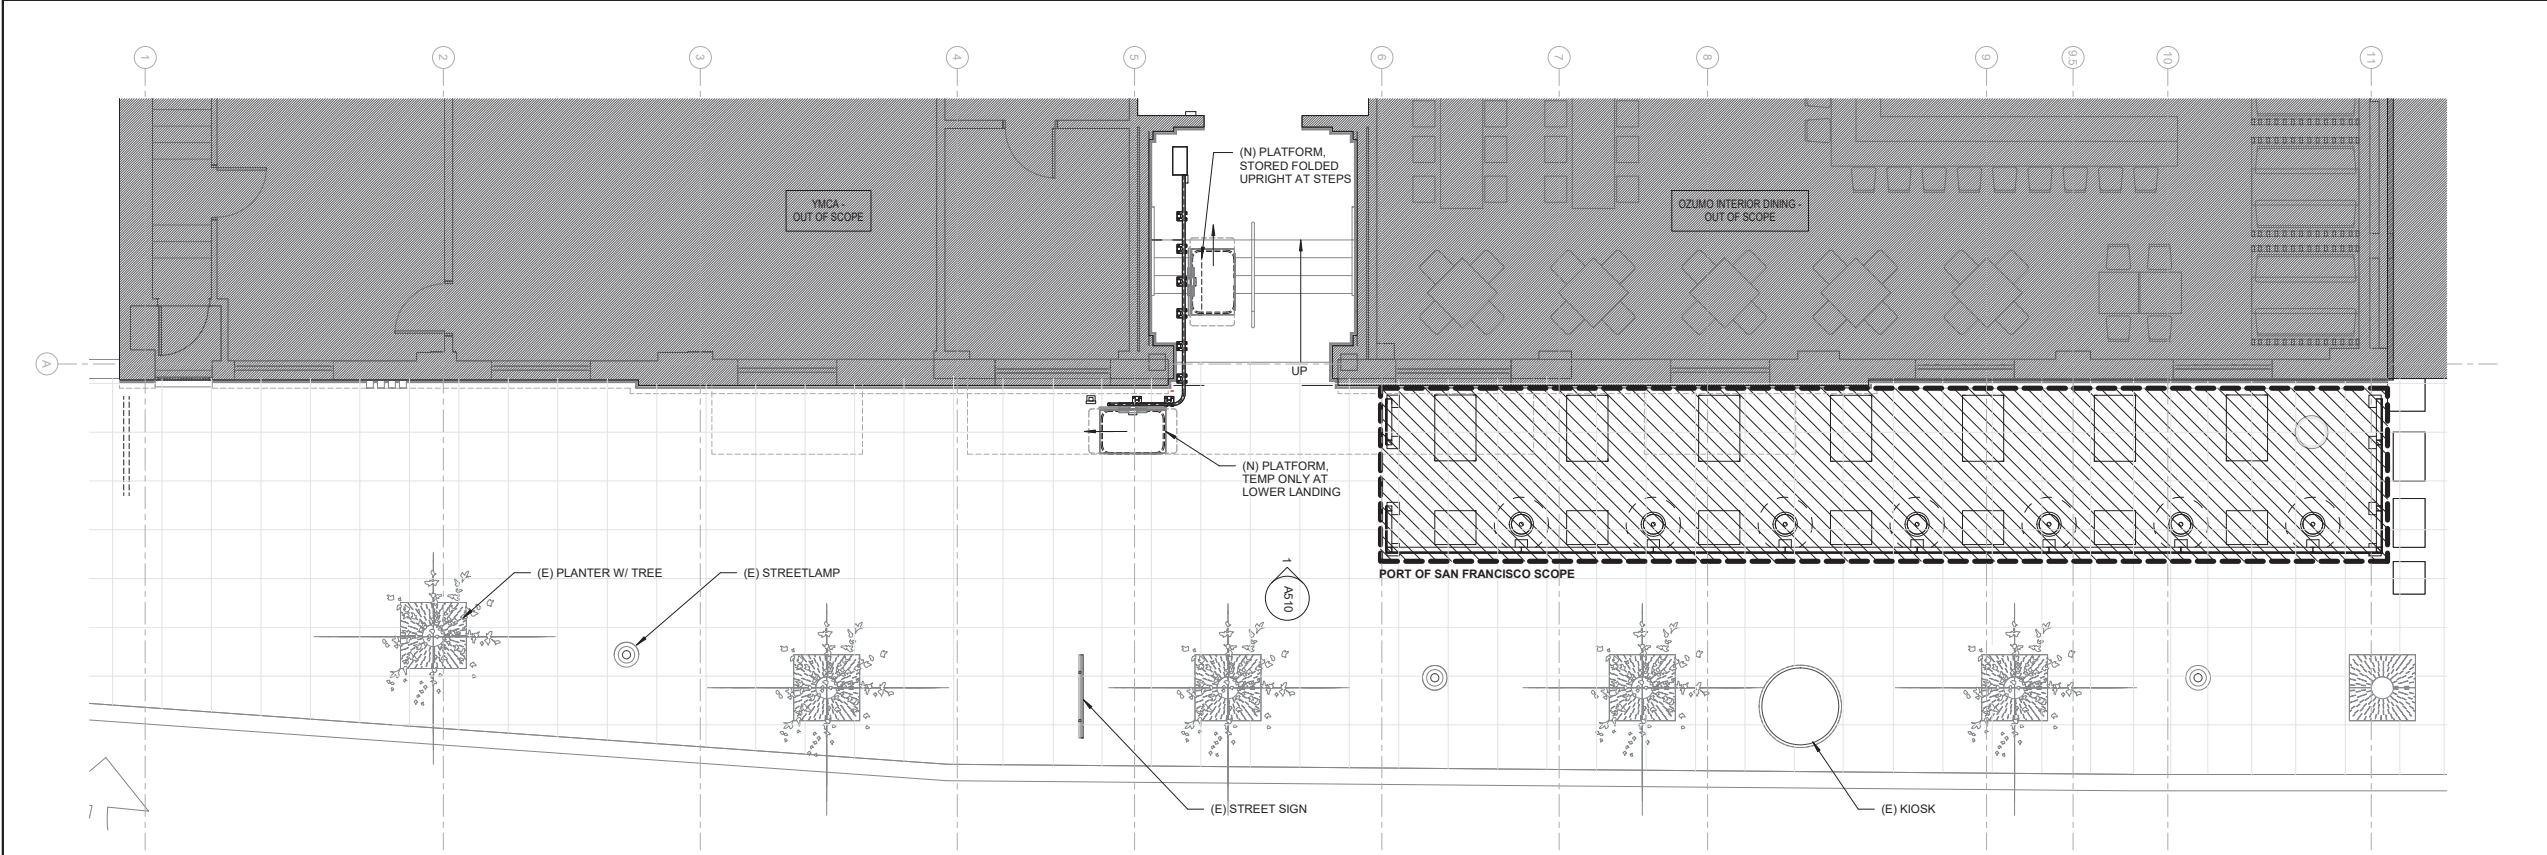 1
2
3
4
5
6
7
8
9
9.5
10
11
(N) PLATFORM,
STORED FOLDED
UPRIGHT AT STEPS
YMCA -
OUT OF SCOPE
OZUMO INTERIOR DINING -
OUT OF SCOPE
A
UP
(N) PLATFORM,
TEMP ONLY AT
LOWER LANDING
1
A510
PORT OF SAN FRANCISCO SCOPE
(E) PLANTER W/ TREE
(E) STREETLAMP
(E) STREET SIGN
(E) KIOSK